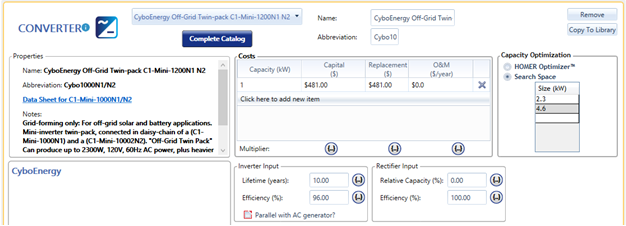 CONVERTER
CyboEnergy Off-Grid Twin-pack C1-Mini-1200N1 N2
Complete Catalog
Name: CyboEnergy Off-Grid Twin
Abbreviation: Cybo10
Remove
Copy To Library
Properties
Name: CyboEnergy Off-Grid Twin-pack C1-Mini-1200N1 N2
Abbreviation: Cybo1000N1/N2
Data Sheet for C1-Mini-1000N1/N2
Notes:
Grid-forming only: For off-grid solar and battery applications.
Mini-inverter twin-pack, connected in daisy-chain of a (C1-
Mini-1000N1) and a (C1-Mini-10002N2). "Off-Grid Twin Pack"
Can produce up to 2300W, 120V, 60Hz AC power, plus heavier
CyboEnergy
Costs
Capacity (kW) Capital ($) Replacement ($) O&M ($/year)
1 $481.00 $481.00 $0.0
Click here to add new item
Multiplier:
Capacity Optimization
HOMER Optimizer™
Search Space
Size (kW)
2.3
4.6
Inverter Input
Lifetime (years): 10.00
Efficiency (%): 96.00
Parallel with AC generator?
Rectifier Input
Relative Capacity (%): 0.00
Efficiency (%): 100.00